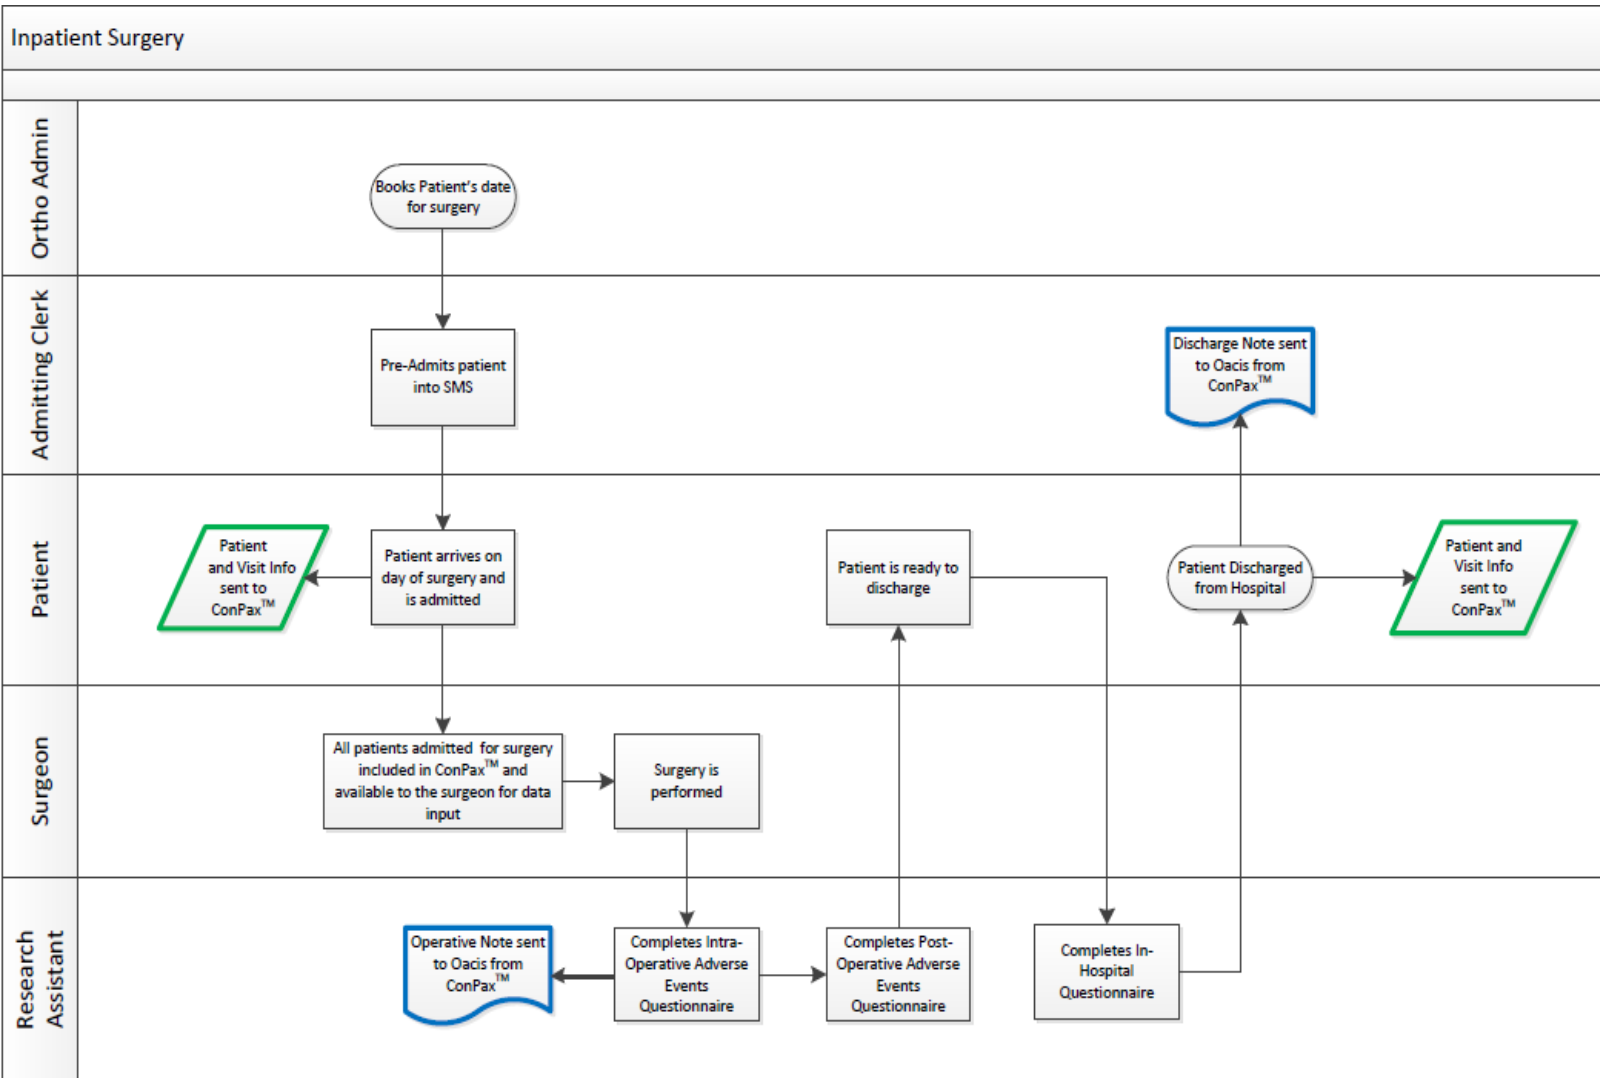 Inpatient Surgery
Ortho Admin
Books Patient's date
for surgery
Admitting Clerk
Pre-Admits patient
into SMS
Discharge Note sent
to Oacis from
ConPax™
Patient
Patient
and Visit Info
sent to
ConPax™
Patient arrives on
day of surgery and
is admitted
Patient is ready to
discharge
Patient Discharged
from Hospital
Patient and
Visit Info
sent to
ConPax™
Surgeon
All patients admitted for surgery
included in ConPax™ and
available to the surgeon for data
input
Surgery is
performed
Research
Assistant
Operative Note sent
to Oacis from
ConPax™
Completes Intra-
Operative Adverse
Events
Questionnaire
Completes Post-
Operative Adverse
Events
Questionnaire
Completes In-
Hospital
Questionnaire